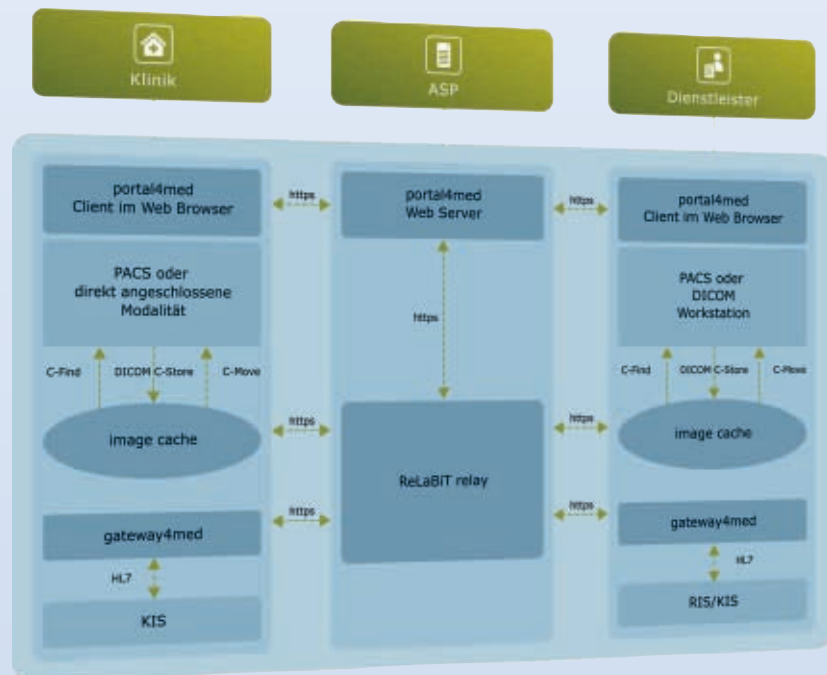 Klinik
ASP
Dienstleister
portal4med
Client im Web Browser
https
portal4med
Web Server
https
portal4med
Client im Web Browser
PACS oder
direkt angeschlossene
Modalität
https
PACS oder
DICOM
Workstation
C-Find
DICOM C-Store
C-Move
C-Find
DICOM C-Store
C-Move
image cache
https
ReLaBiT relay
https
image cache
gateway4med
https
https
gateway4med
HL7
HL7
KIS
RIS/KIS